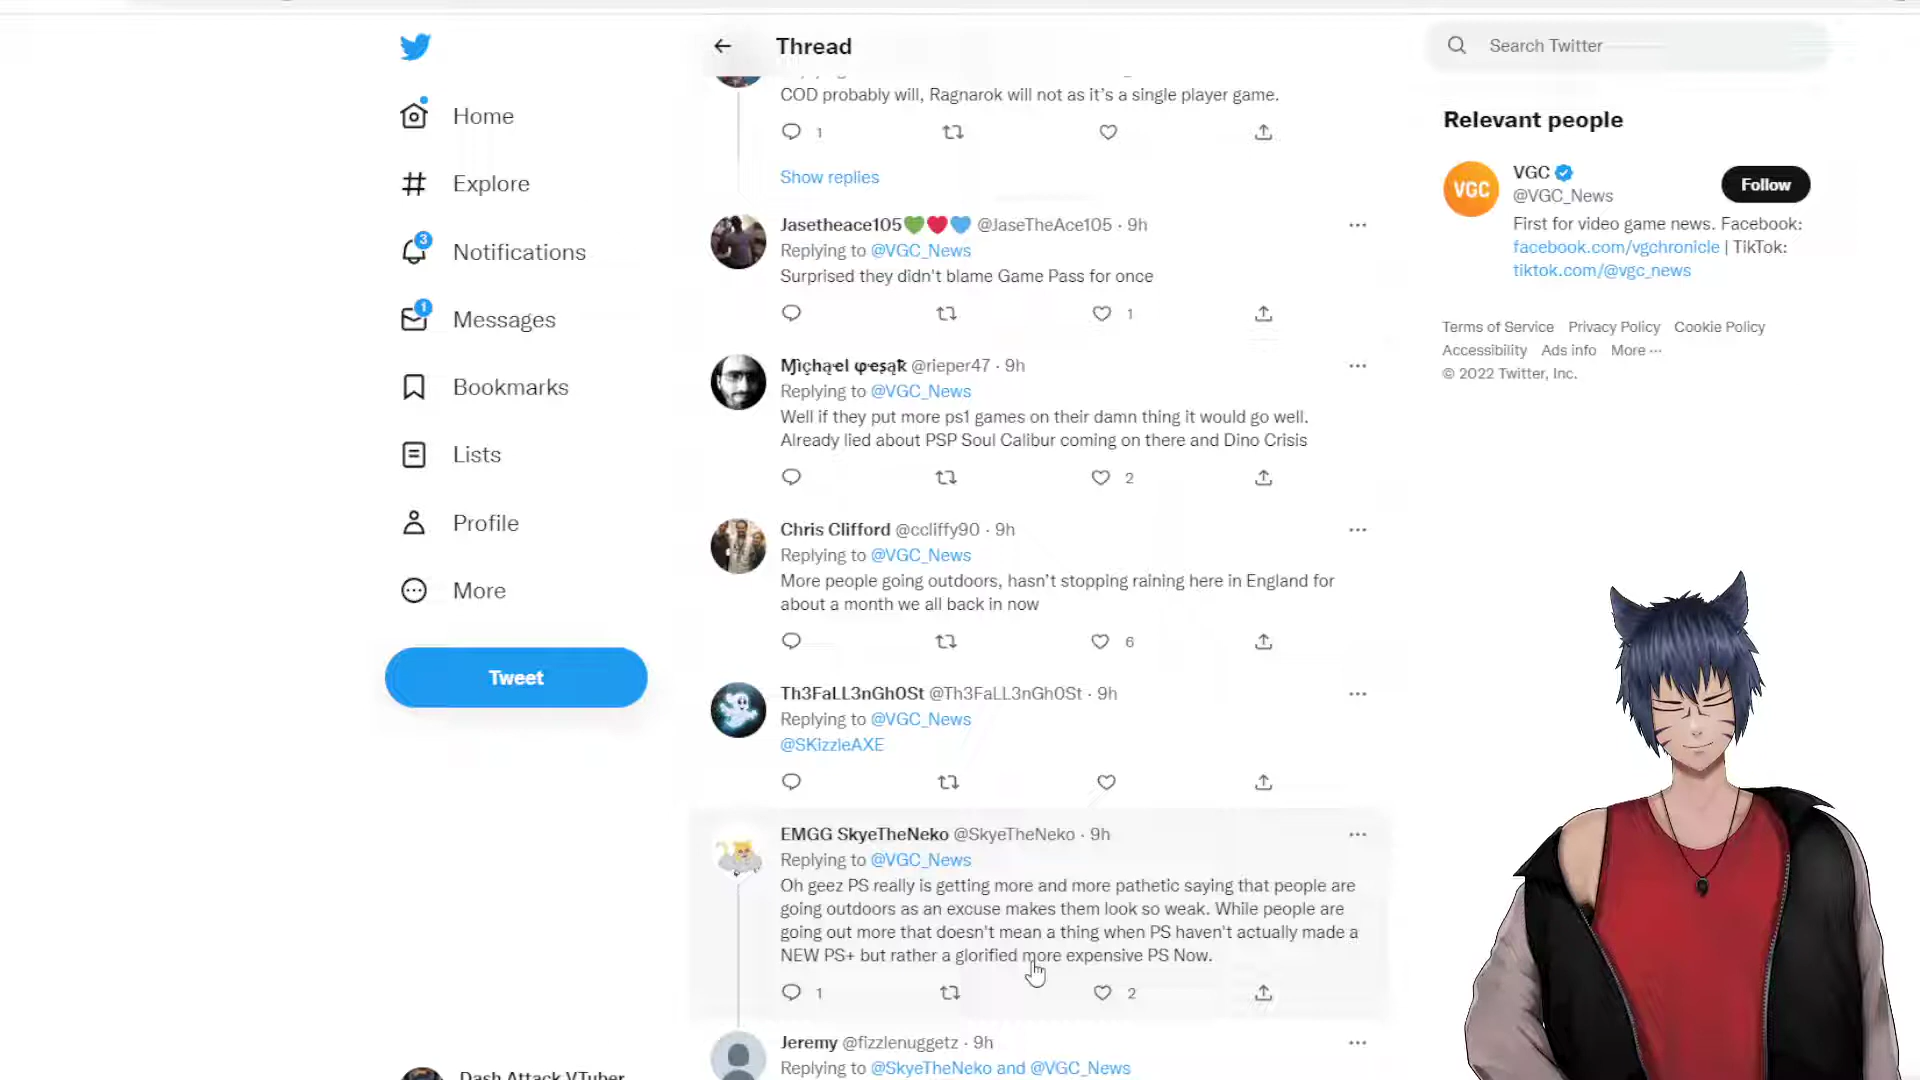 Thread
Search Twitter
Home
Explore
3
Notifications
1
Messages
Bookmarks
Lists
Profile
More
Tweet
Dash Attack VTuber
COD probably will, Ragnarok will not as it's a single player game.
1
Show replies
Jasetheace105💚❤️💙 @JaseTheAce105 · 9h
Replying to @VGC_News
Surprised they didn't blame Game Pass for once
1
@rieper47 · 9h
Replying to @VGC_News
Well if they put more ps1 games on their damn thing it would go well.
Already lied about PSP Soul Calibur coming on there and Dino Crisis
2
Chris Clifford @ccliffy90 · 9h
Replying to @VGC_News
More people going outdoors, hasn't stopping raining here in England for
about a month we all back in now
6
Th3FaLL3nGh0St @Th3FaLL3nGh0St · 9h
Replying to @VGC_News
@SKizzleAXE
EMGG SkyeTheNeko @SkyeTheNeko · 9h
Replying to @VGC_News
Oh geez PS really is getting more and more pathetic saying that people are
going outdoors as an excuse makes them look so weak. While people are
going out more that doesn't mean a thing when PS haven't actually made a
NEW PS+ but rather a glorified more expensive PS Now.
1 2
Jeremy @fizzlenuggetz · 9h
Replying to @SkyeTheNeko and @VGC_News
Relevant people
VGC
VGC
@VGC_News
Follow
First for video game news. Facebook:
facebook.com/vgchronicle | TikTok:
tiktok.com/@vgc_news
Terms of Service Privacy Policy Cookie Policy
Accessibility Ads info More ···
© 2022 Twitter, Inc.